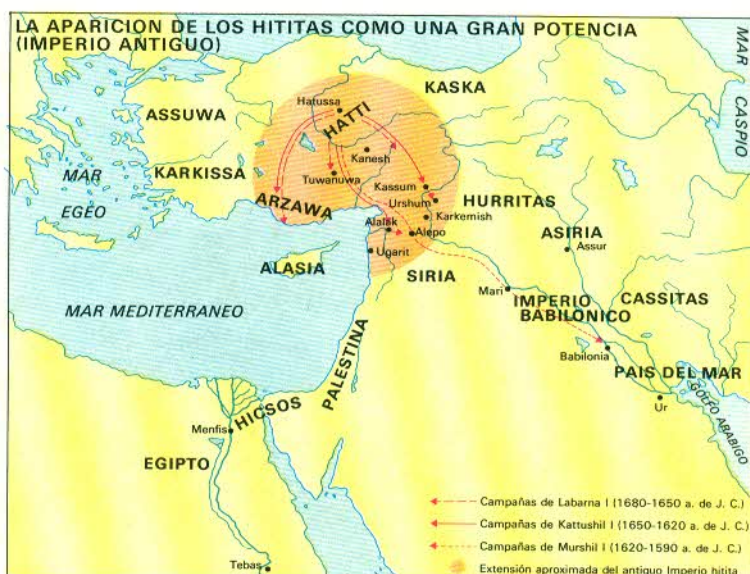 LA APARICION DE LOS HITITAS COMO UNA GRAN POTENCIA
(IMPERIO ANTIGUO)
MAR CASPIO
KASKA
Hatussa
HATTI
ASSUWA
Kanesh
KARKISSA
Tuwanuwa
Kassum
MAR
EGEO
ARZAWA
Urshum
HURRITAS
Karkemish
Alalak
Alepo
ASIRIA
Assur
Ugarit
ALASIA
SIRIA
Mari
IMPERIO
BABILONICO
CASSITAS
MAR MEDITERRANEO
Babilonia
PALESTINA
PAIS DEL MAR
GOLFO ARABIGO
Ur
HICSOS
Menfis
EGIPTO
Tebas
Campañas de Labarna I (1680-1650 a. de J. C.)
Campañas de Kattushil I (1650-1620 a. de J. C.)
Campañas de Murshil I (1620-1590 a. de J. C.)
Extensión aproximada del antiguo Imperio hitita